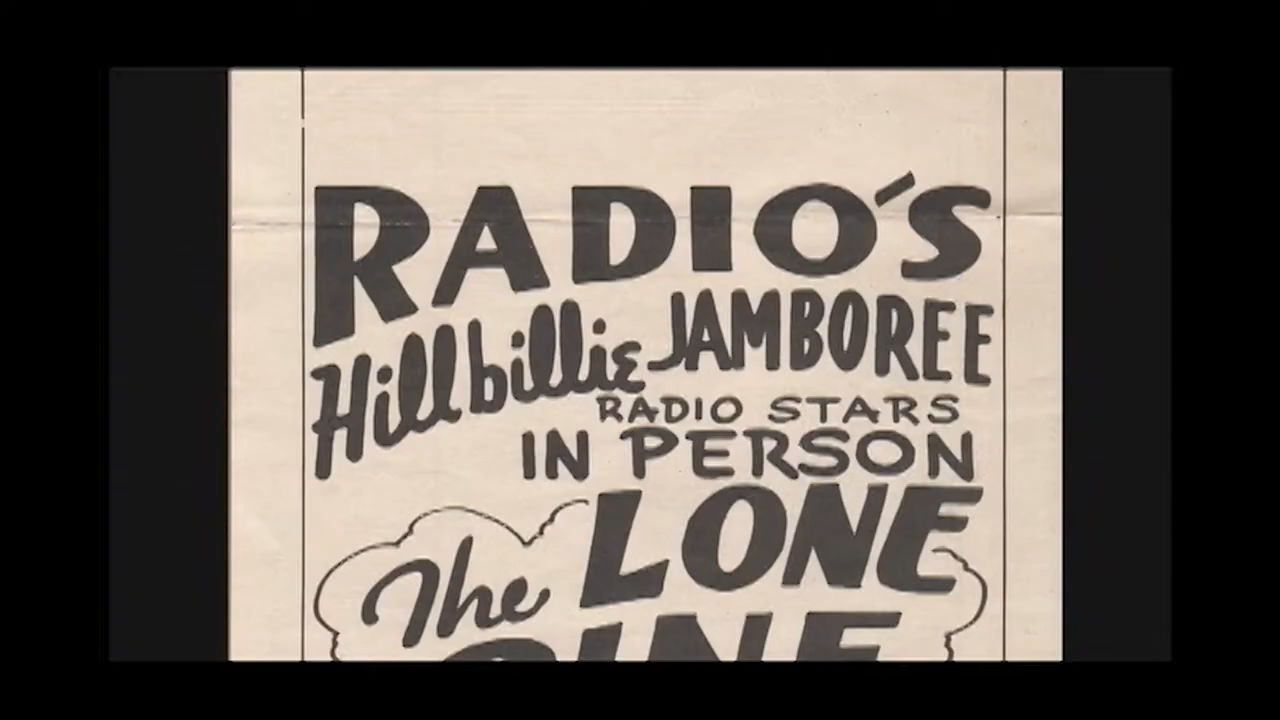 RADIO'S
Hillbillie JAMBOREE
RADIO STARS
IN PERSON
The LONE